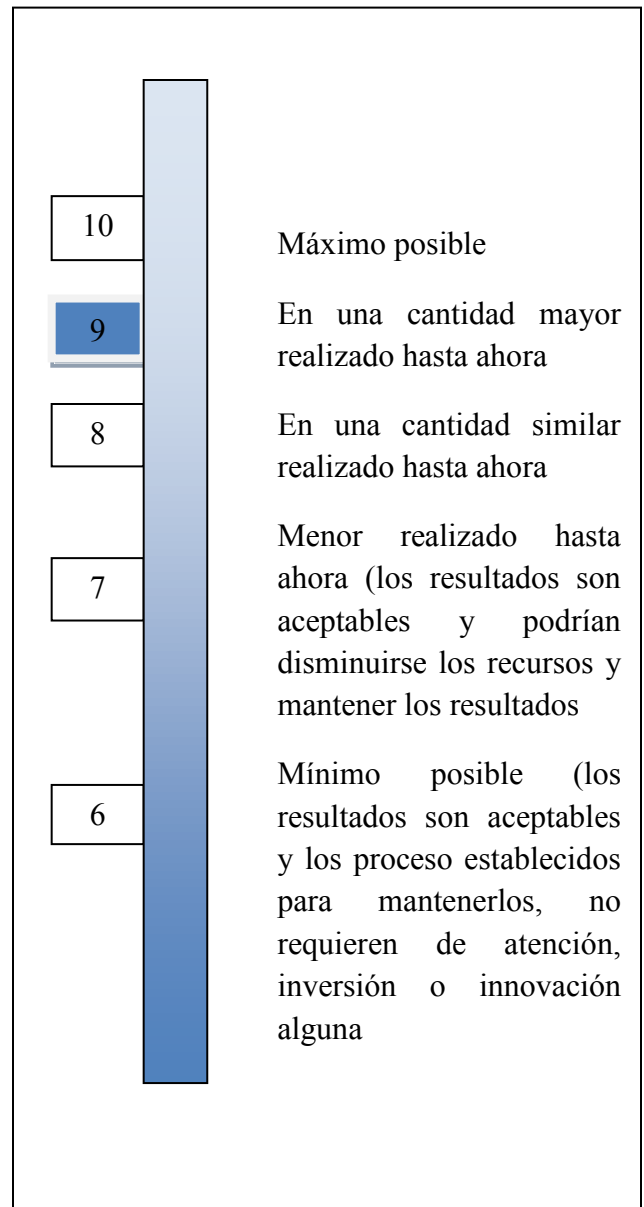 10
Máximo posible
9
En una cantidad mayor
realizado hasta ahora
8
En una cantidad similar
realizado hasta ahora
7
Menor realizado hasta
ahora (los resultados son
aceptables y podrían
disminuirse los recursos y
mantener los resultados
6
Mínimo posible (los
resultados son aceptables
y los proceso establecidos
para mantenerlos, no
requieren de atención,
inversión o innovación
alguna